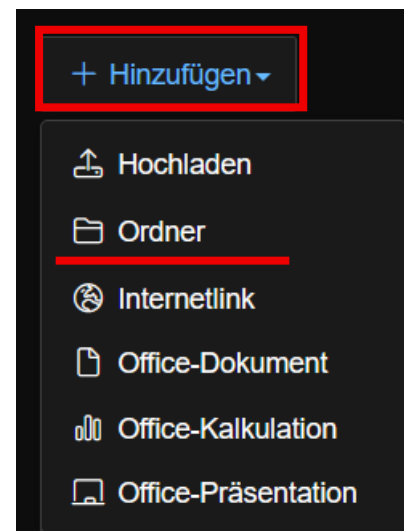 + Hinzufügen
Hochladen
Ordner
Internetlink
Office-Dokument
Office-Kalkulation
Office-Präsentation